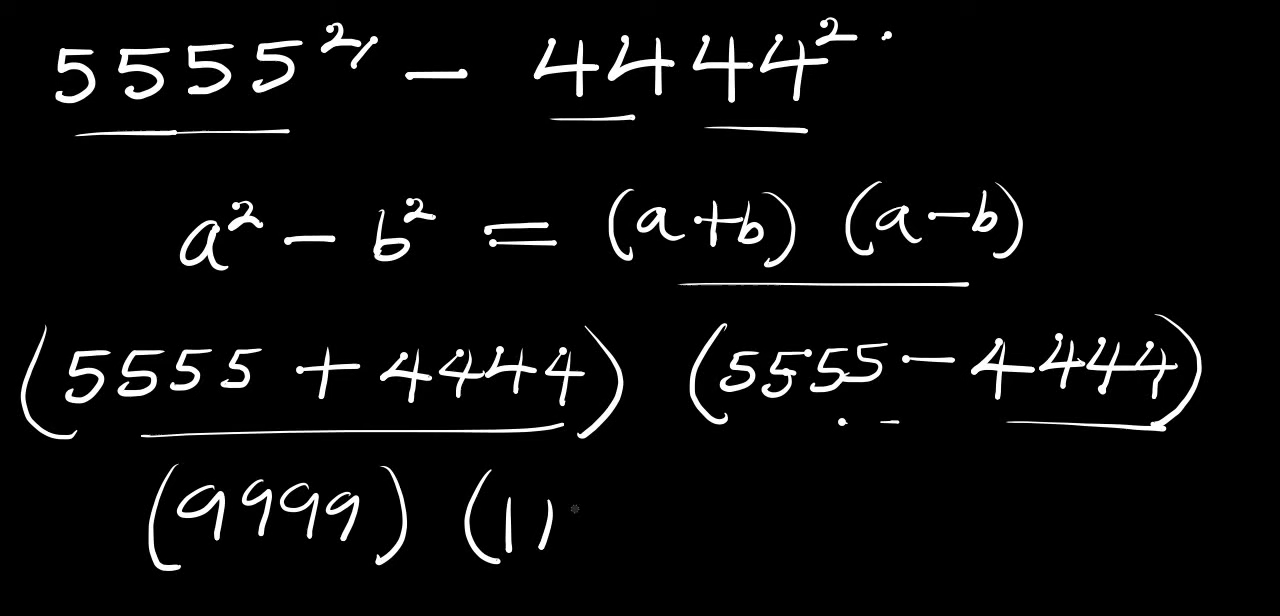 5555² - 4444²
a² - b² = (a+b) (a-b)
(5555 + 4444) (5555 - 4444)
(9999) (11